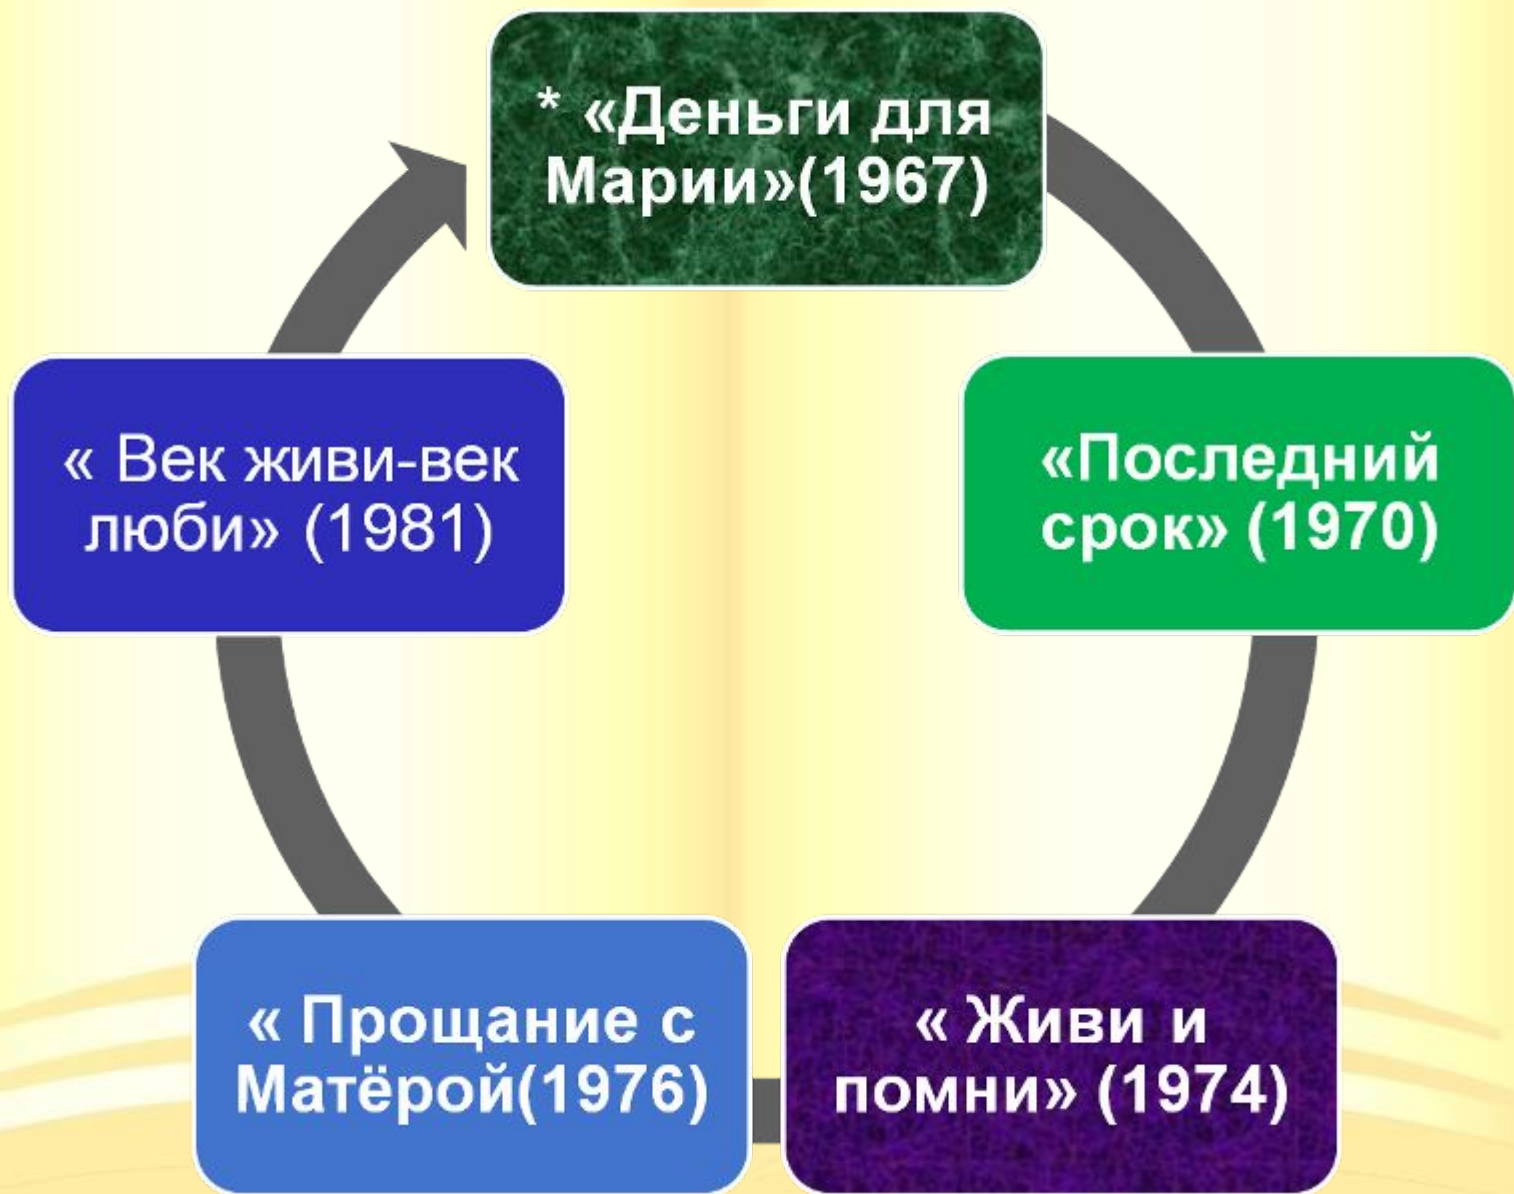 * «Деньги для
Марии»(1967)
«Последний
срок» (1970)
« Живи и
помни» (1974)
« Прощание с
Матёрой(1976)
« Век живи-век
люби» (1981)